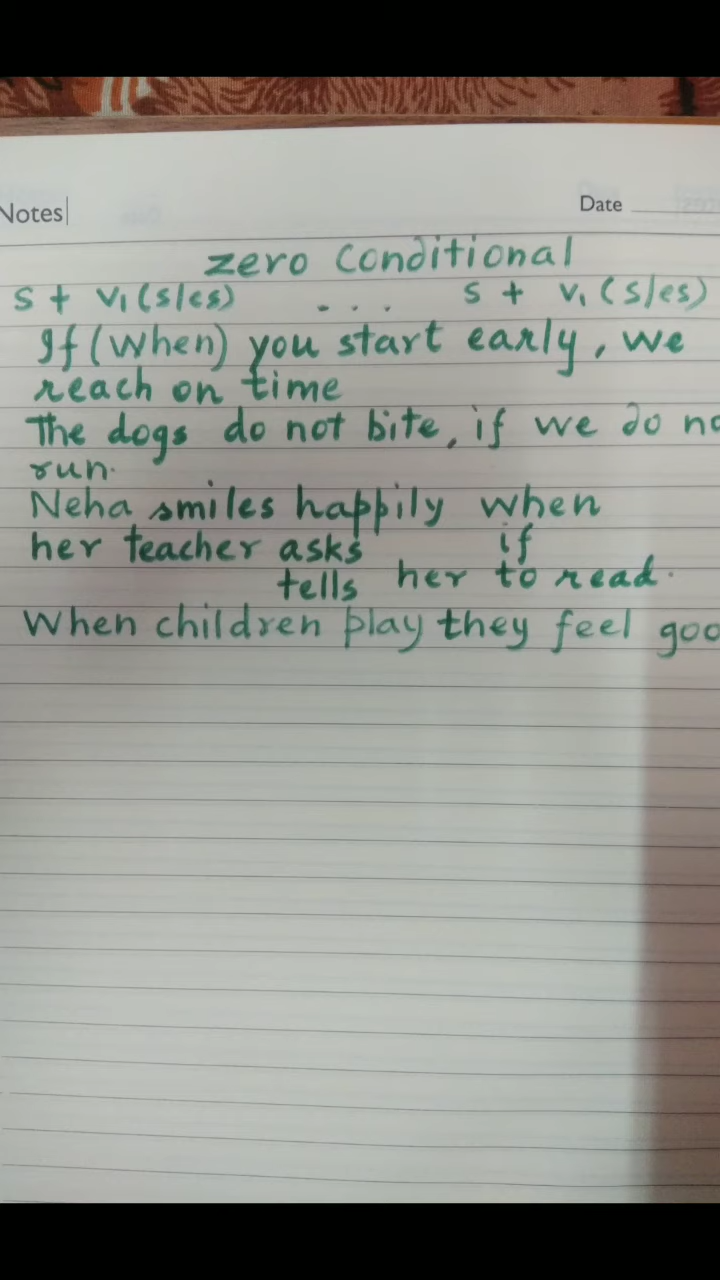 Notes
Date
zero conditional
S + V1 (s/es) ... S + V1 (s/es)
If (when) you start early, we
reach on time
The dogs do not bite, if we do no
run.
Neha smiles happily when
her teacher asks if
tells her to read.
When children play they feel goo